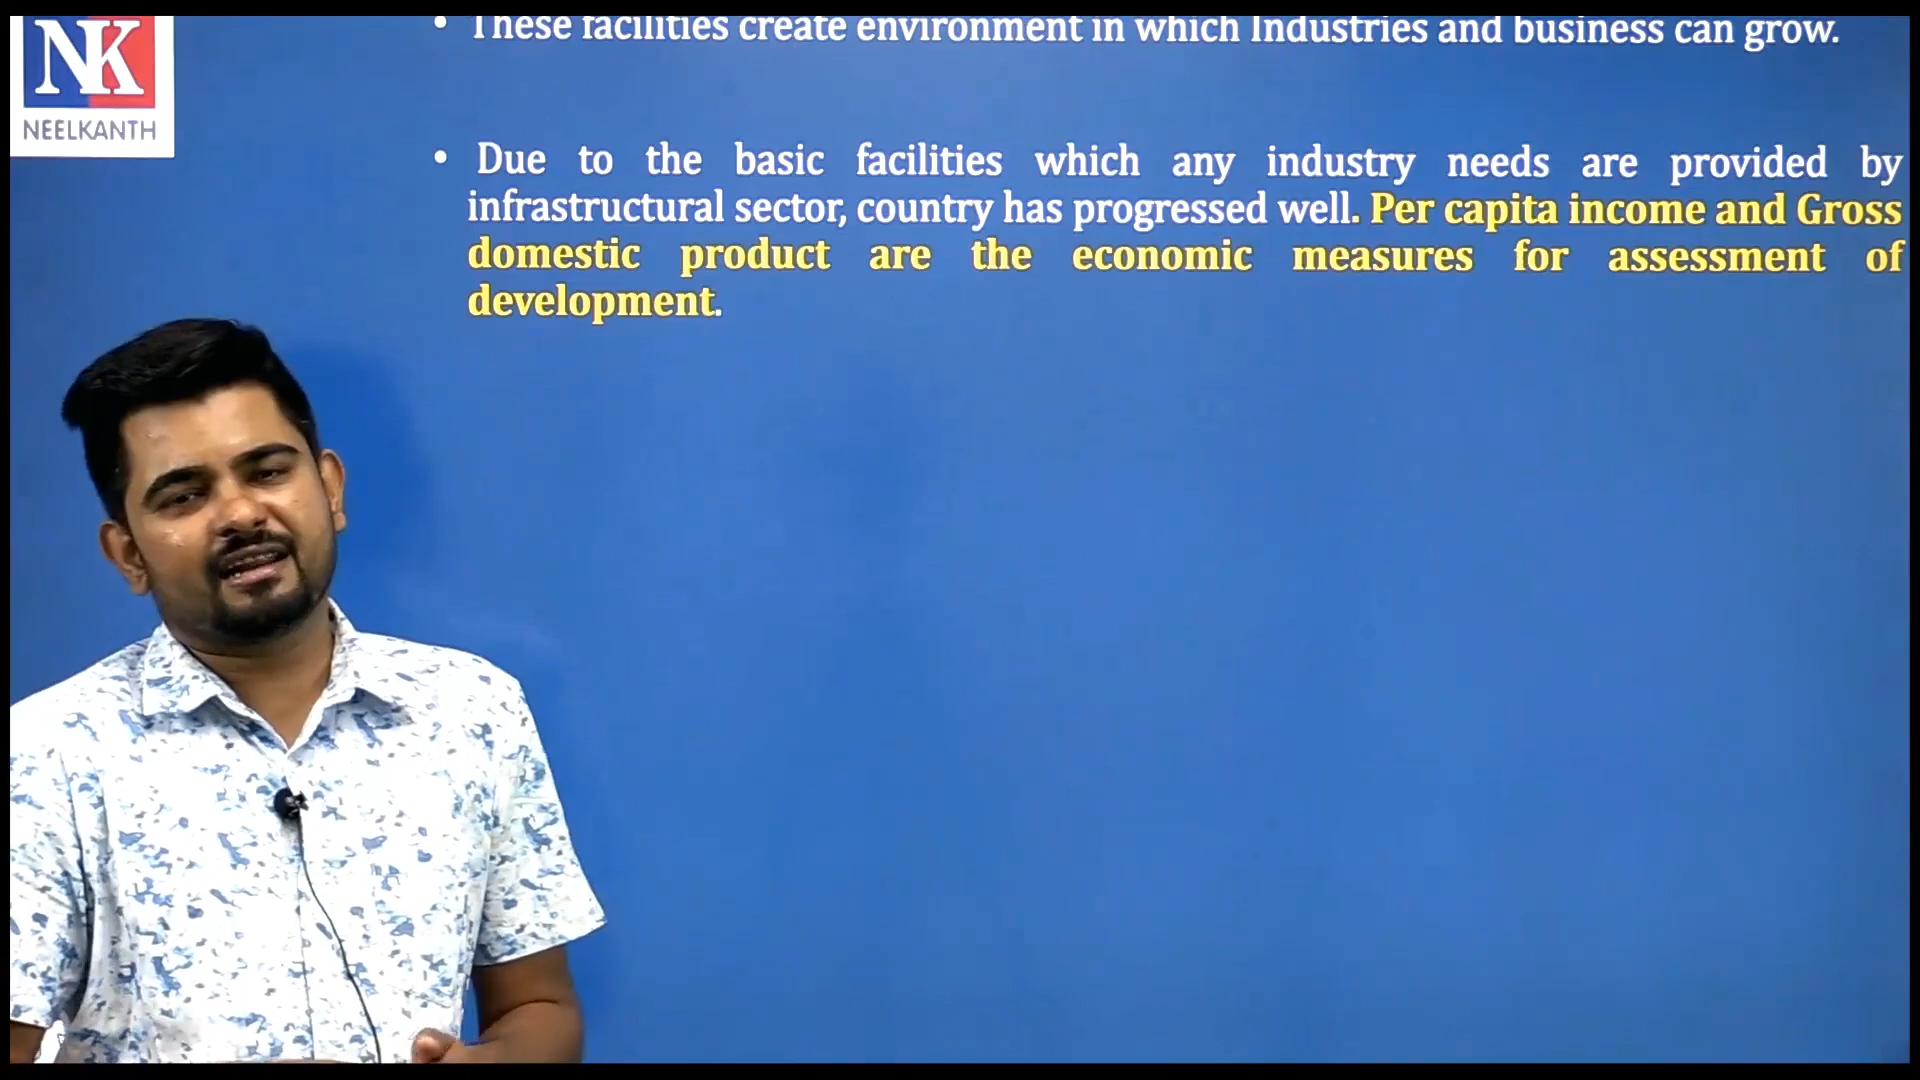 NK
NEELKANTH
• These facilities create environment in which Industries and business can grow.
• Due to the basic facilities which any industry needs are provided by
infrastructural sector, country has progressed well. Per capita income and Gross
domestic product are the economic measures for assessment of
development.